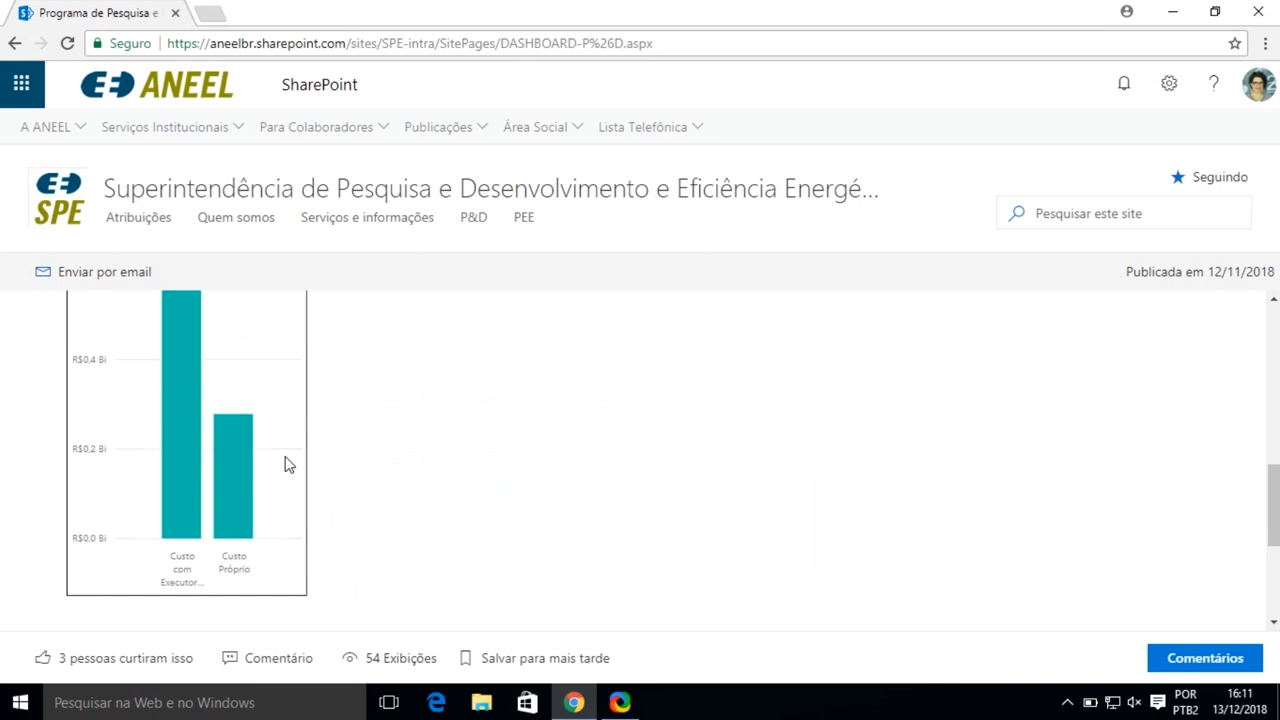 Programa de Pesquisa e
Seguro https://aneelbr.sharepoint.com/sites/SPE-intra/SitePages/DASHBOARD-P%26D.aspx
ANEEL SharePoint
A ANEEL Serviços Institucionais Para Colaboradores Publicações Área Social Lista Telefônica
SPE
Superintendência de Pesquisa e Desenvolvimento e Eficiência Energé...
Seguindo
Atribuições Quem somos Serviços e informações P&D PEE
Pesquisar este site
Enviar por email Publicada em 12/11/2018
R$0,4 Bi
R$0,2 Bi
R$0,0 Bi
Custo com Executor...
Custo Próprio
3 pessoas curtiram isso Comentário 54 Exibições Salvar para mais tarde Comentários
Pesquisar na Web e no Windows
POR 16:11
PTB2 13/12/2018